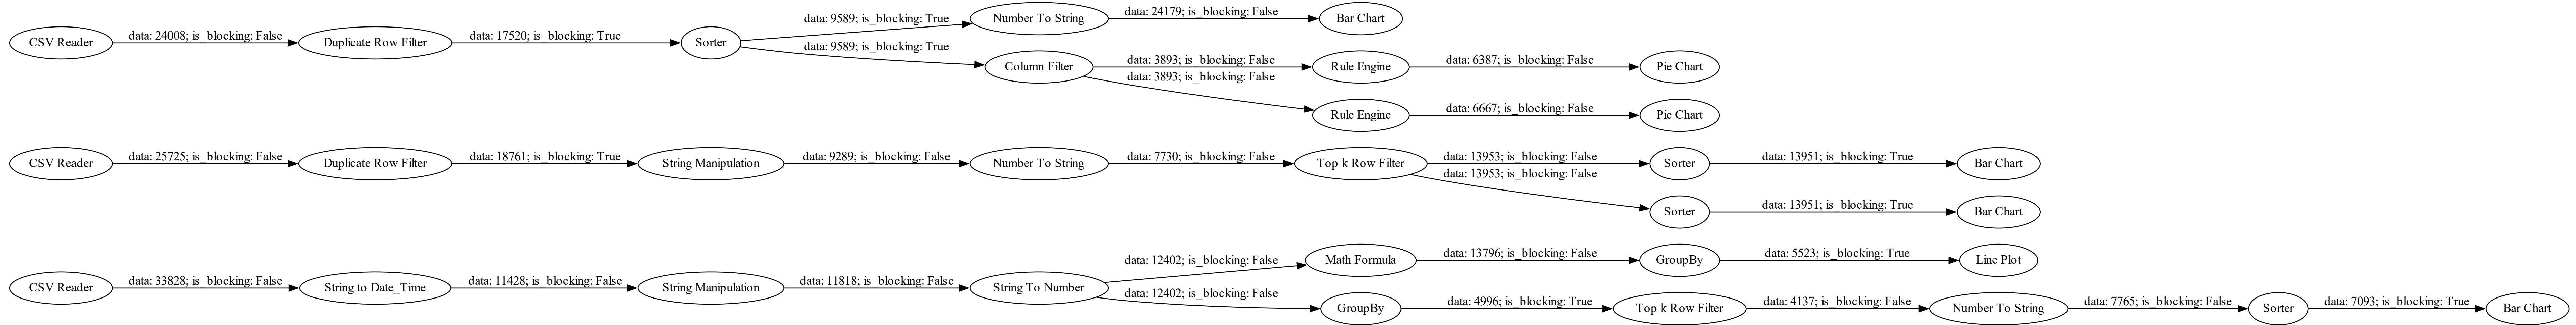 data: 9589; is_blocking: True
Number To String
data: 24179; is_blocking: False
Bar Chart
CSV Reader
data: 24008; is_blocking: False
Duplicate Row Filter
data: 17520; is_blocking: True
Sorter
data: 9589; is_blocking: True
Column Filter
data: 3893; is_blocking: False
Rule Engine
data: 6387; is_blocking: False
Pie Chart
data: 3893; is_blocking: False
Rule Engine
data: 6667; is_blocking: False
Pie Chart
CSV Reader
data: 25725; is_blocking: False
Duplicate Row Filter
data: 18761; is_blocking: True
String Manipulation
data: 9289; is_blocking: False
Number To String
data: 7730; is_blocking: False
Top k Row Filter
data: 13953; is_blocking: False
Sorter
data: 13951; is_blocking: True
Bar Chart
data: 13953; is_blocking: False
Sorter
data: 13951; is_blocking: True
Bar Chart
data: 12402; is_blocking: False
Math Formula
data: 13796; is_blocking: False
GroupBy
data: 5523; is_blocking: True
Line Plot
CSV Reader
data: 33828; is_blocking: False
String to Date_Time
data: 11428; is_blocking: False
String Manipulation
data: 11818; is_blocking: False
String To Number
data: 12402; is_blocking: False
GroupBy
data: 4996; is_blocking: True
Top k Row Filter
data: 4137; is_blocking: False
Number To String
data: 7765; is_blocking: False
Sorter
data: 7093; is_blocking: True
Bar Chart